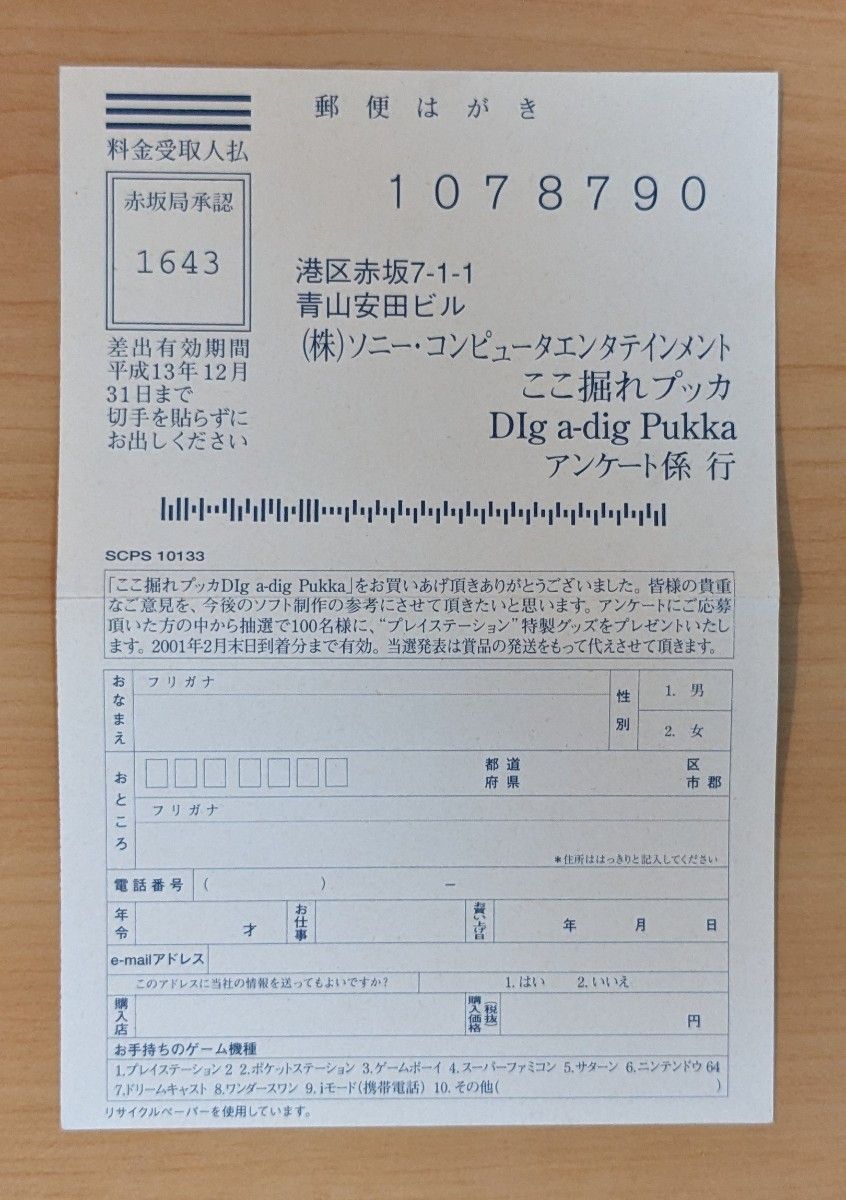 郵便はがき
料金受取人払
赤坂局承認
1643
差出有効期間
平成13年12月
31日まで
切手を貼らずに
お出しください
1078790
港区赤坂7-1-1
青山安田ビル
(株)ソニー・コンピュータエンタテインメント
ここ掘れプッカ
DIg a-dig Pukka
アンケート係 行
SCPS 10133
「ここ掘れプッカDIg a-dig Pukka」をお買いあげ頂きありがとうございました。皆様の貴重
なご意見を、今後のソフト制作の参考にさせて頂きたいと思います。アンケートにご応募
頂いた方の中から抽選で100名様に、“プレイステーション”特製グッズをプレゼントいたし
ます。2001年2月末日到着分まで有効。当選発表は賞品の発送をもって代えさせて頂きます。
おなまえ
フリガナ
性別
1. 男
2. 女
おところ
都道
府県
区
市郡
フリガナ
*住所ははっきりと記入してください
電話番号 ( ) −
年令 才 お仕事 お買い上げ日 年 月 日
e-mailアドレス
このアドレスに当社の情報を送ってもよいですか? 1.はい 2.いいえ
購入店 購入価格(税抜) 円
お手持ちのゲーム機種
1.プレイステーション2 2.ポケットステーション 3.ゲームボーイ 4.スーパーファミコン 5.サターン 6.ニンテンドウ64
7.ドリームキャスト 8.ワンダースワン 9.iモード(携帯電話) 10.その他( )
リサイクルペーパーを使用しています。